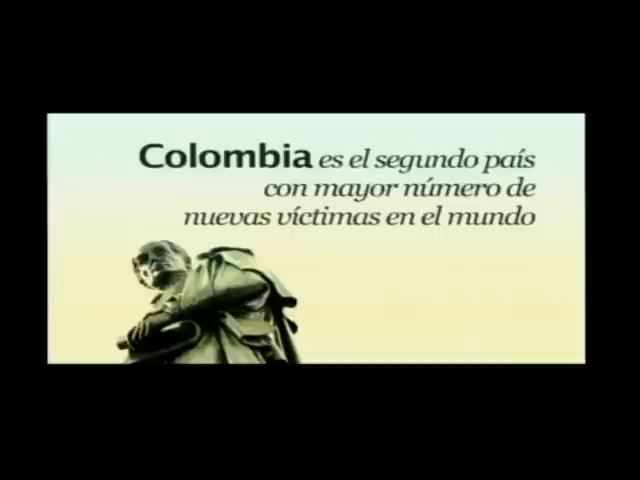 Colombia es el segundo país
con mayor número de
nuevas víctimas en el mundo